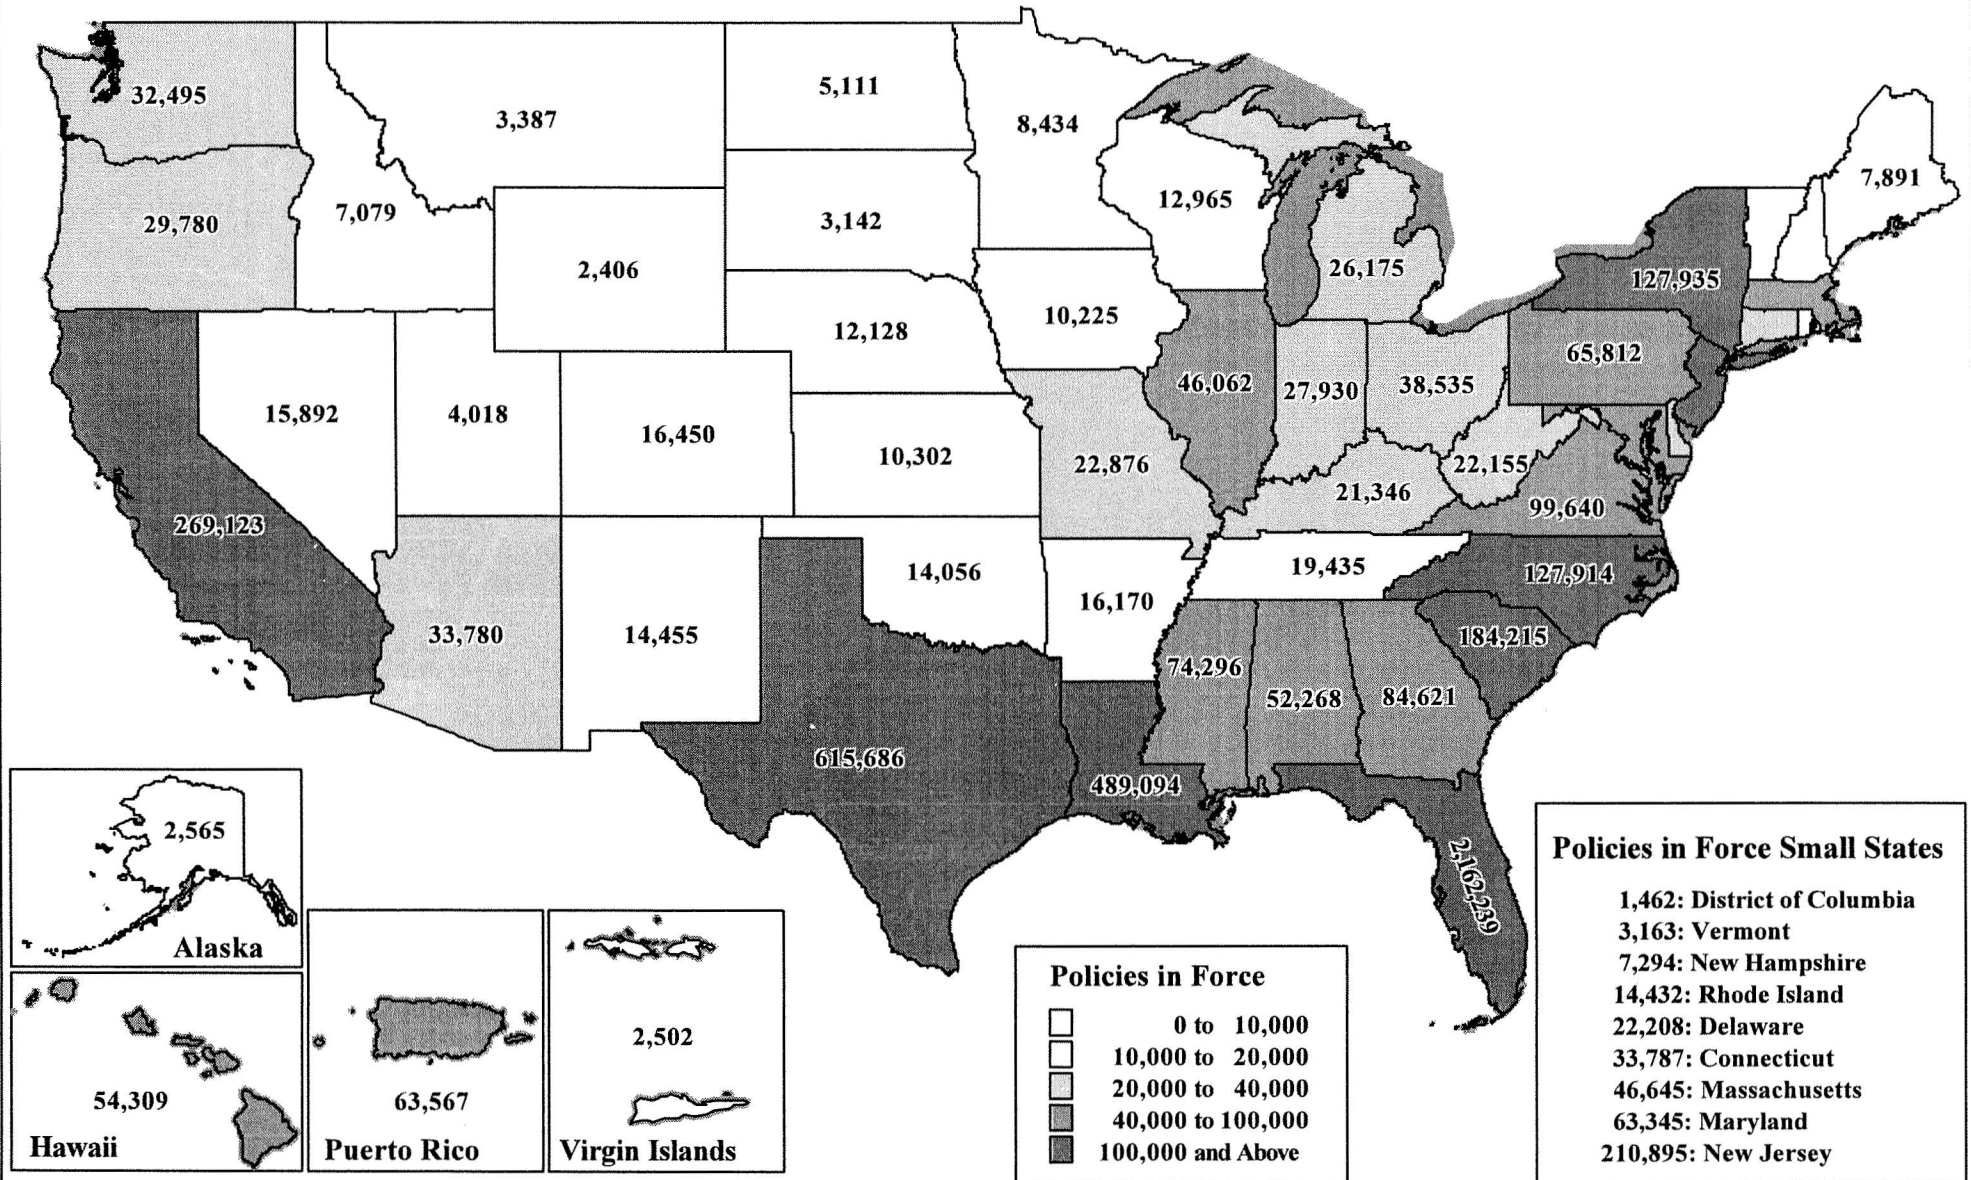 32,495
3,387
5,111
8,434
7,891
29,780
7,079
2,406
3,142
12,965
26,175
127,935
12,128
10,225
65,812
15,892
4,018
16,450
10,302
22,876
46,062
27,930
38,535
22,155
21,346
99,640
269,123
33,780
14,455
14,056
16,170
19,435
127,914
184,215
74,296
52,268
84,621
615,686
489,094
2,162,239
2,565
Alaska
54,309
Hawaii
63,567
Puerto Rico
2,502
Virgin Islands
Policies in Force
0 to 10,000
10,000 to 20,000
20,000 to 40,000
40,000 to 100,000
100,000 and Above
Policies in Force Small States
1,462: District of Columbia
3,163: Vermont
7,294: New Hampshire
14,432: Rhode Island
22,208: Delaware
33,787: Connecticut
46,645: Massachusetts
63,345: Maryland
210,895: New Jersey